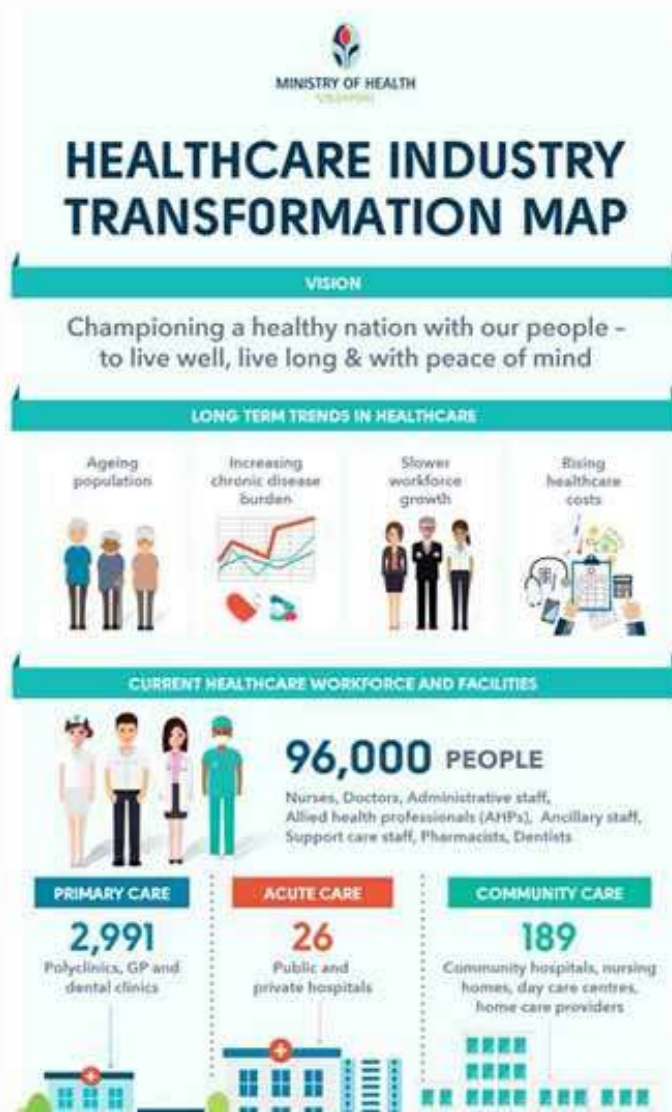 MINISTRY OF HEALTH
SINGAPORE
HEALTHCARE INDUSTRY
TRANSFORMATION MAP
VISION
Championing a healthy nation with our people –
to live well, live long & with peace of mind
LONG TERM TRENDS IN HEALTHCARE
Ageing
population
Increasing
chronic disease
burden
Slower
workforce
growth
Rising
healthcare
costs
CURRENT HEALTHCARE WORKFORCE AND FACILITIES
96,000 PEOPLE
Nurses, Doctors, Administrative staff,
Allied health professionals (AHPs), Ancillary staff,
Support care staff, Pharmacists, Dentists
PRIMARY CARE
2,991
Polyclinics, GP and
dental clinics
ACUTE CARE
26
Public and
private hospitals
COMMUNITY CARE
189
Community hospitals, nursing
homes, day care centres,
home care providers